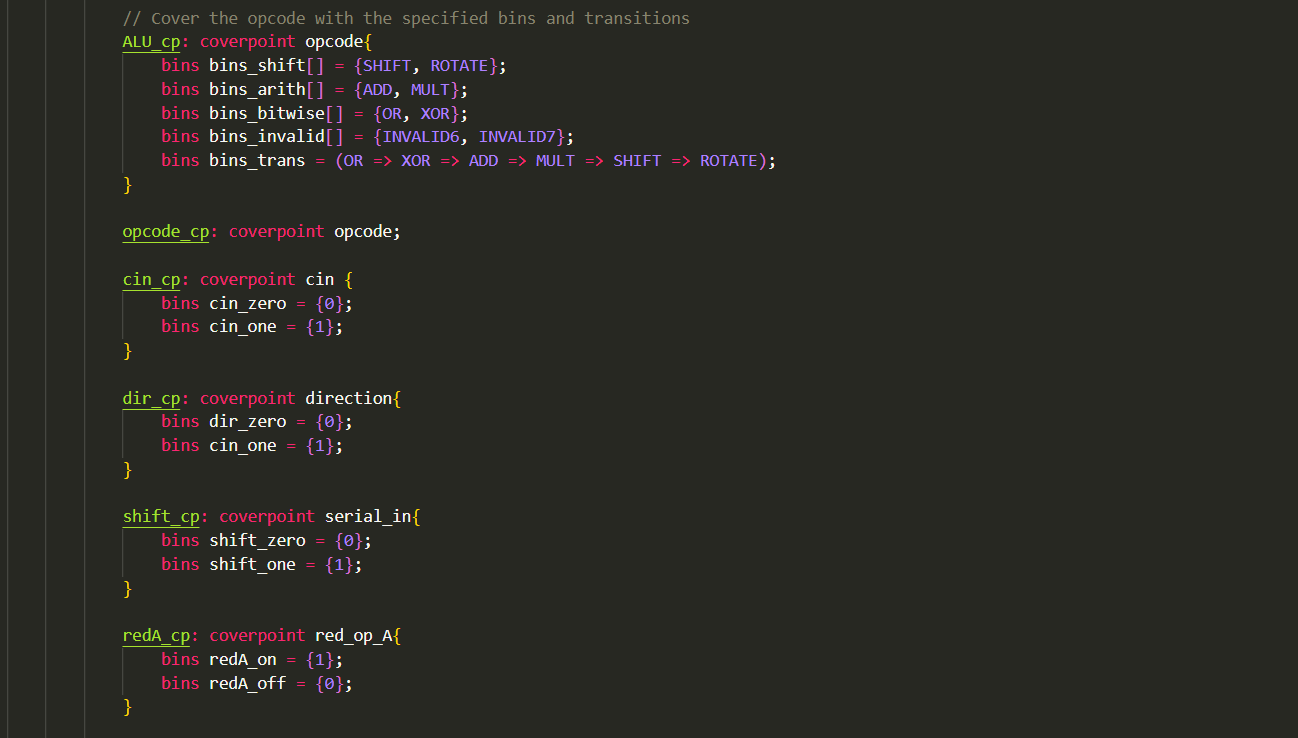 // Cover the opcode with the specified bins and transitions
ALU_cp: coverpoint opcode{
bins bins_shift[] = {SHIFT, ROTATE};
bins bins_arith[] = {ADD, MULT};
bins bins_bitwise[] = {OR, XOR};
bins bins_invalid[] = {INVALID6, INVALID7};
bins bins_trans = (OR => XOR => ADD => MULT => SHIFT => ROTATE);
}
opcode_cp: coverpoint opcode;
cin_cp: coverpoint cin {
bins cin_zero = {0};
bins cin_one = {1};
}
dir_cp: coverpoint direction{
bins dir_zero = {0};
bins cin_one = {1};
}
shift_cp: coverpoint serial_in{
bins shift_zero = {0};
bins shift_one = {1};
}
redA_cp: coverpoint red_op_A{
bins redA_on = {1};
bins redA_off = {0};
}